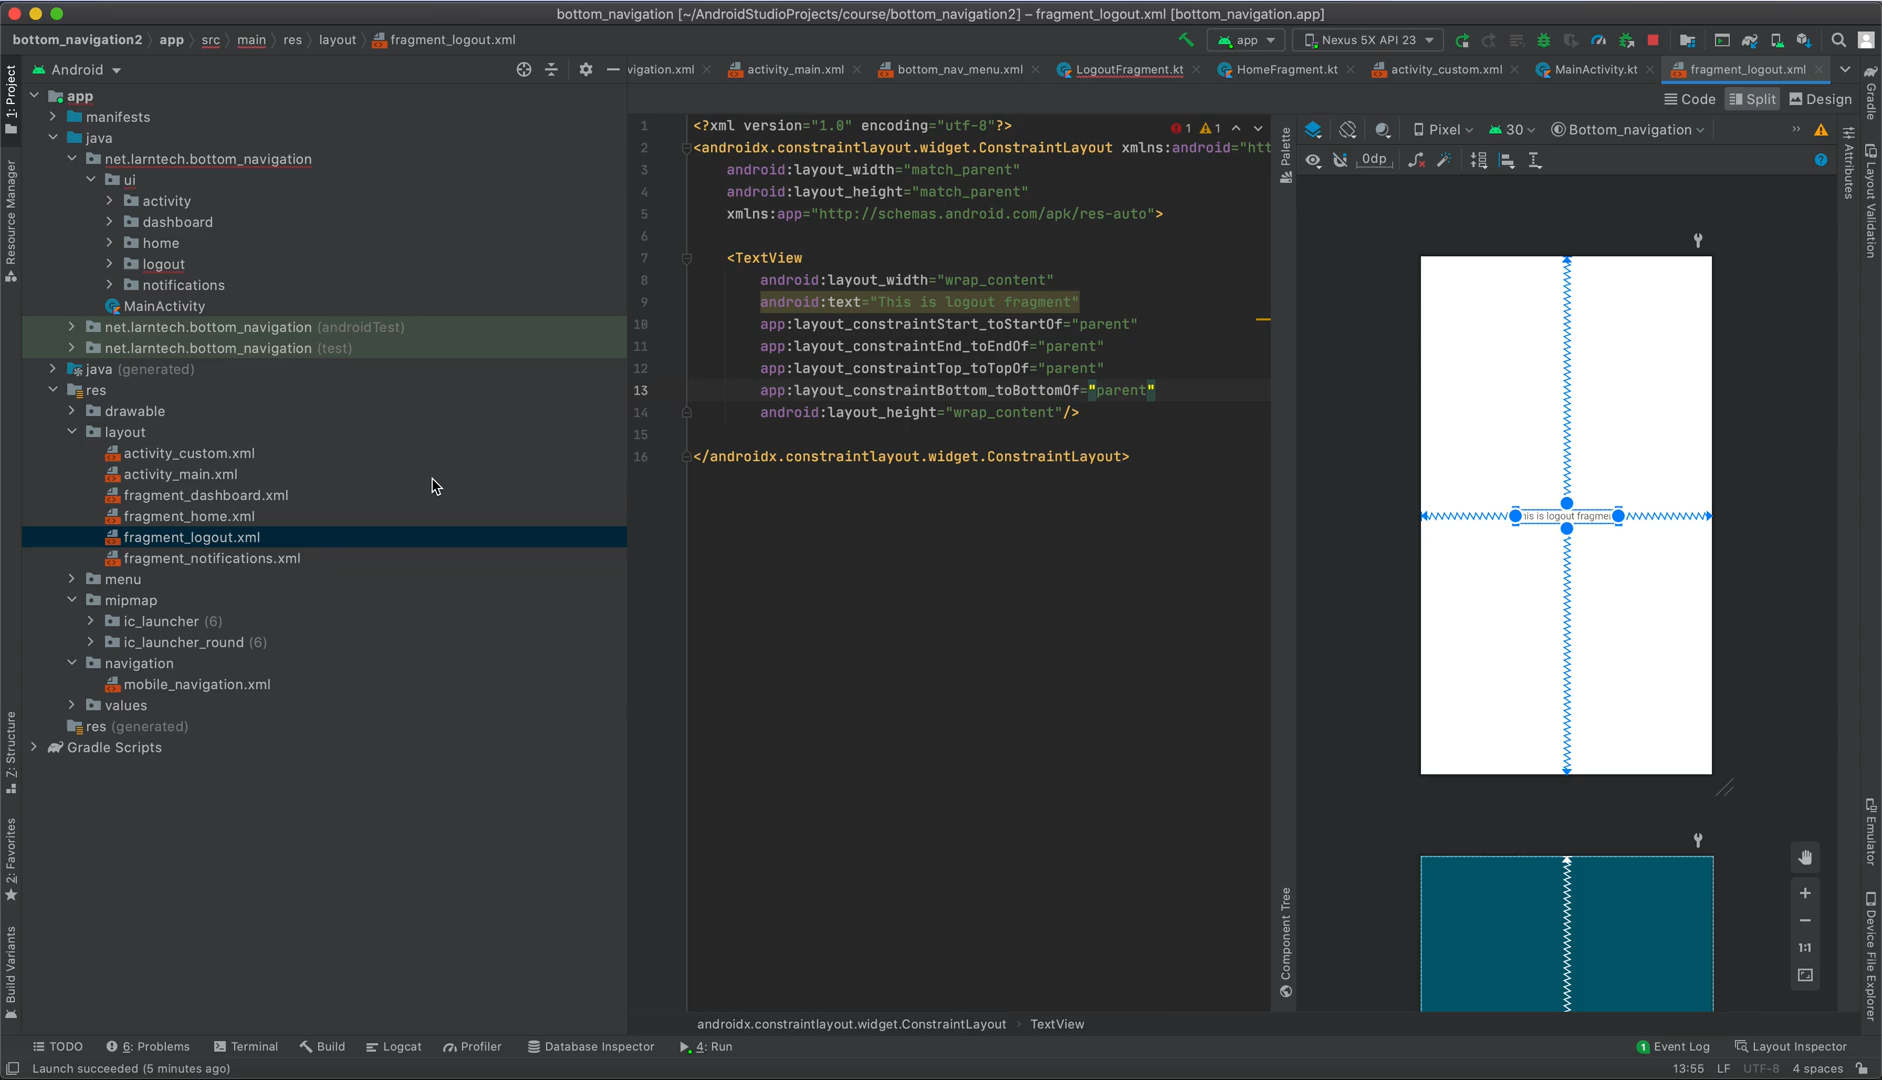 bottom_navigation [~/AndroidStudioProjects/course/bottom_navigation2] – fragment_logout.xml [bottom_navigation.app]
bottom_navigation2 app src main res layout fragment_logout.xml
app
Nexus 5X API 23
Android
vigation.xml
activity_main.xml
bottom_nav_menu.xml
LogoutFragment.kt
HomeFragment.kt
activity_custom.xml
MainActivity.kt
fragment_logout.xml
Code
Split
Design
1: Project
Resource Manager
Z: Structure
2: Favorites
Build Variants
app
manifests
java
net.larntech.bottom_navigation
ui
activity
dashboard
home
logout
notifications
MainActivity
net.larntech.bottom_navigation (androidTest)
net.larntech.bottom_navigation (test)
java (generated)
res
drawable
layout
activity_custom.xml
activity_main.xml
fragment_dashboard.xml
fragment_home.xml
fragment_logout.xml
fragment_notifications.xml
menu
mipmap
ic_launcher (6)
ic_launcher_round (6)
navigation
mobile_navigation.xml
values
res (generated)
Gradle Scripts
1 <?xml version="1.0" encoding="utf-8"?>
2 <androidx.constraintlayout.widget.ConstraintLayout xmlns:android="htt
3 android:layout_width="match_parent"
4 android:layout_height="match_parent"
5 xmlns:app="http://schemas.android.com/apk/res-auto">
6
7 <TextView
8 android:layout_width="wrap_content"
9 android:text="This is logout fragment"
10 app:layout_constraintStart_toStartOf="parent"
11 app:layout_constraintEnd_toEndOf="parent"
12 app:layout_constraintTop_toTopOf="parent"
13 app:layout_constraintBottom_toBottomOf="parent"
14 android:layout_height="wrap_content"/>
15
16 </androidx.constraintlayout.widget.ConstraintLayout>
1 1
androidx.constraintlayout.widget.ConstraintLayout
TextView
Palette
Component Tree
Pixel
30
Bottom_navigation
0dp
his is logout fragmen
1:1
Attributes
Gradle
Layout Validation
Emulator
Device File Explorer
TODO
6: Problems
Terminal
Build
Logcat
Profiler
Database Inspector
4: Run
1 Event Log
Layout Inspector
Launch succeeded (5 minutes ago)
13:55 LF UTF-8 4 spaces